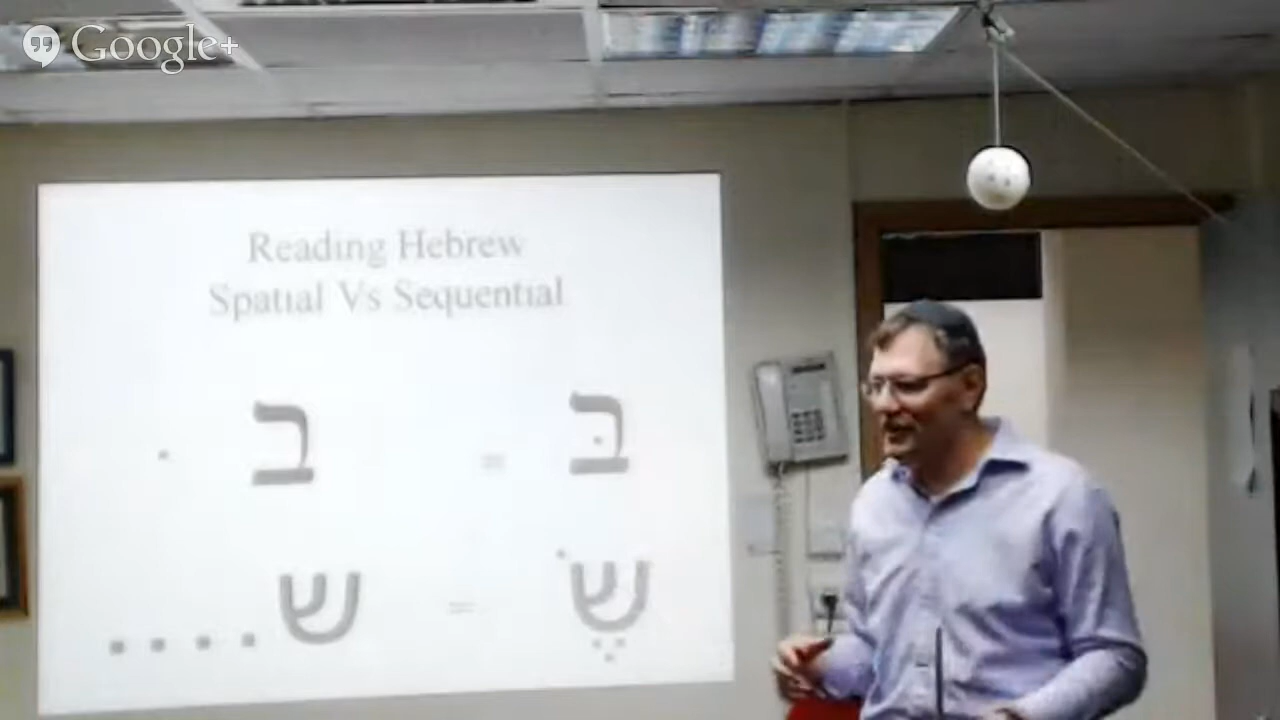 Google+
Reading Hebrew
Spatial Vs Sequential
בּ = ב ·
שֶׂ = ש ....